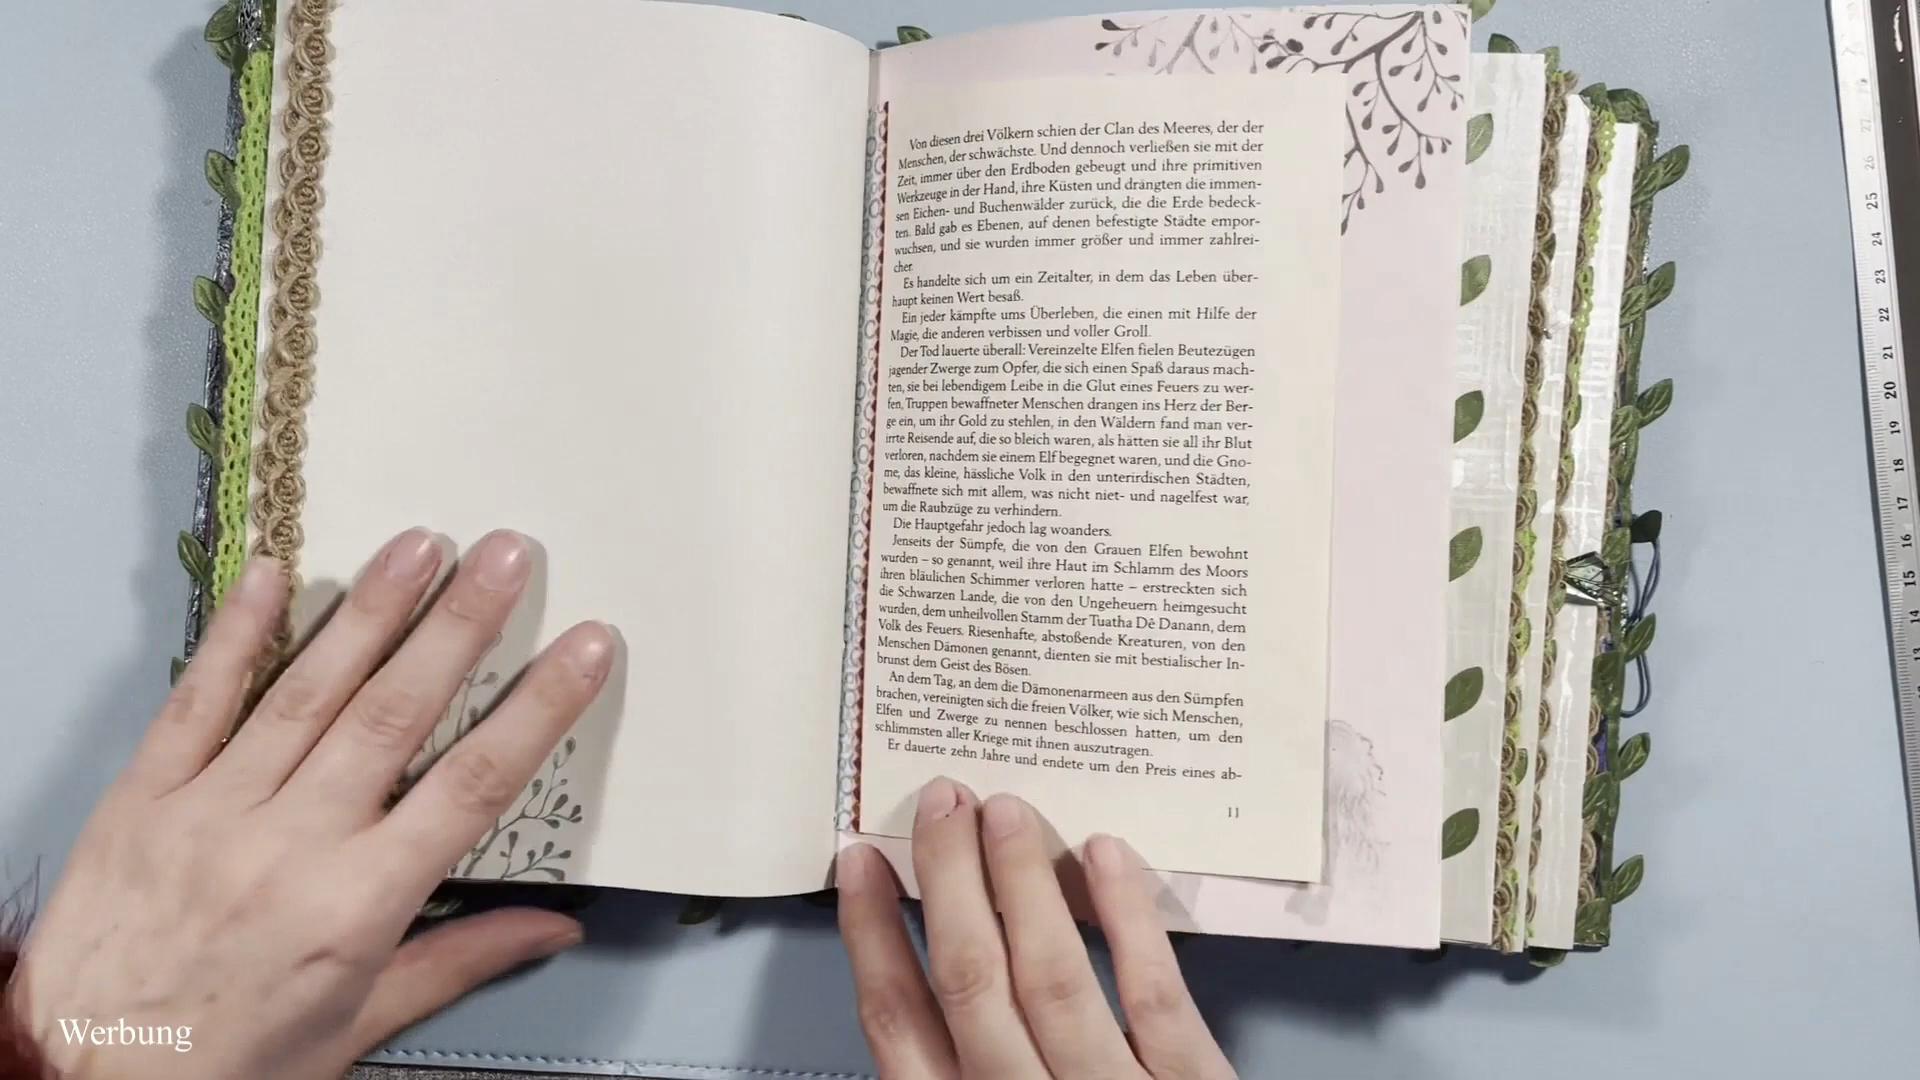 Von diesen drei Völkern schien der Clan des Meeres, der der
Menschen, der schwächste. Und dennoch verließen sie mit der
Zeit, immer über den Erdboden gebeugt und ihre primitiven
Werkzeuge in der Hand, ihre Küsten und drängten die immen-
sen Eichen- und Buchenwälder zurück, die die Erde bedeck-
ten. Bald gab es Ebenen, auf denen befestigte Städte empor-
wuchsen, und sie wurden immer größer und immer zahlrei-
cher.
Es handelte sich um ein Zeitalter, in dem das Leben über-
haupt keinen Wert besaß.
Ein jeder kämpfte ums Überleben, die einen mit Hilfe der
Magie, die anderen verbissen und voller Groll.
Der Tod lauerte überall: Vereinzelte Elfen fielen Beutezügen
jagender Zwerge zum Opfer, die sich einen Spaß daraus mach-
ten, sie bei lebendigem Leibe in die Glut eines Feuers zu wer-
fen, Truppen bewaffneter Menschen drangen ins Herz der Ber-
ge ein, um ihr Gold zu stehlen, in den Wäldern fand man ver-
irrte Reisende auf, die so bleich waren, als hätten sie all ihr Blut
verloren, nachdem sie einem Elf begegnet waren, und die Gno-
me, das kleine, hässliche Volk in den unterirdischen Städten,
bewaffnete sich mit allem, was nicht niet- und nagelfest war,
um die Raubzüge zu verhindern.
Die Hauptgefahr jedoch lag woanders.
Jenseits der Sümpfe, die von den Grauen Elfen bewohnt
wurden – so genannt, weil ihre Haut im Schlamm des Moors
ihren bläulichen Schimmer verloren hatte – erstreckten sich
die Schwarzen Lande, die von den Ungeheuern heimgesucht
wurden, dem unheilvollen Stamm der Tuatha Dê Danann, dem
Volk des Feuers. Riesenhafte, abstoßende Kreaturen, von den
Menschen Dämonen genannt, dienten sie mit bestialischer In-
brunst dem Geist des Bösen.
An dem Tag, an dem die Dämonenarmeen aus den Sümpfen
brachen, vereinigten sich die freien Völker, wie sich Menschen,
Elfen und Zwerge zu nennen beschlossen hatten, um den
schlimmsten aller Kriege mit ihnen auszutragen.
Er dauerte zehn Jahre und endete um den Preis eines ab-
11
27
26
25
24
23
22
21
20
19
18
17
16
15
14
13
Werbung